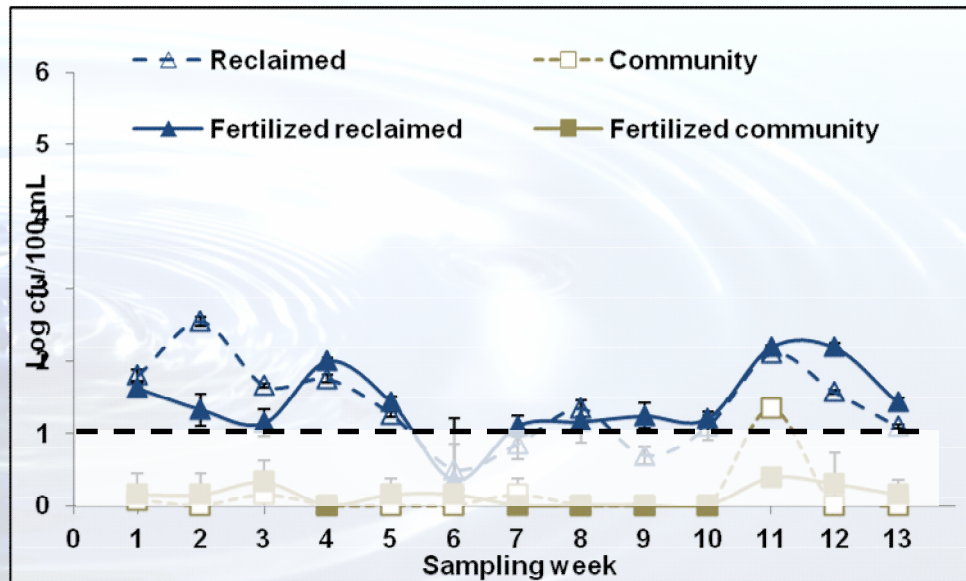 Reclaimed
Community
Fertilized reclaimed
Fertilized community
Log cfu/100 mL
6
5
4
3
2
1
0
0 1 2 3 4 5 6 7 8 9 10 11 12 13
Sampling week